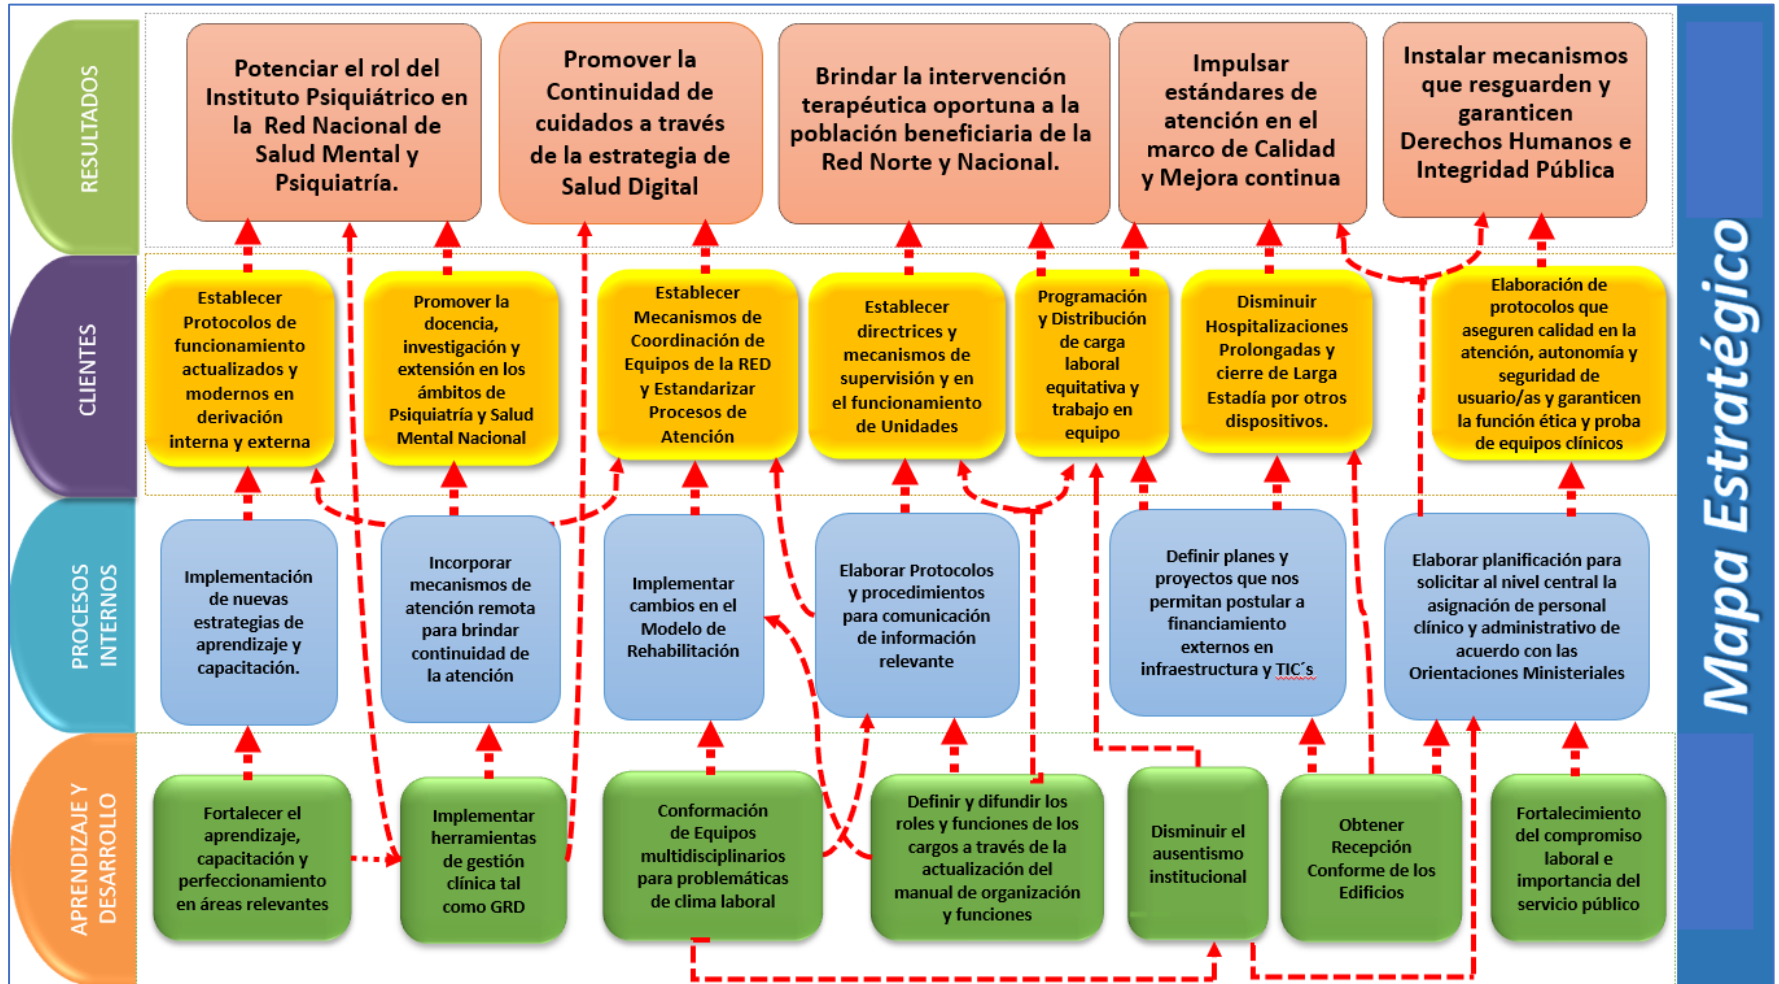 RESULTADOS
Potenciar el rol del
Instituto Psiquiátrico en
la Red Nacional de
Salud Mental y
Psiquiatría.
Promover la
Continuidad de
cuidados a través
de la estrategia de
Salud Digital
Brindar la intervención
terapéutica oportuna a la
población beneficiaria de la
Red Norte y Nacional.
Impulsar
estándares de
atención en el
marco de Calidad
y Mejora continua
Instalar mecanismos
que resguarden y
garanticen
Derechos Humanos e
Integridad Pública
CLIENTES
Establecer
Protocolos de
funcionamiento
actualizados y
modernos en
derivación
interna y externa
Promover la
docencia,
investigación y
extensión en los
ámbitos de
Psiquiatría y Salud
Mental Nacional
Establecer
Mecanismos de
Coordinación de
Equipos de la RED
y Estandarizar
Procesos de
Atención
Establecer
directrices y
mecanismos de
supervisión y en
el funcionamiento
de Unidades
Programación
y Distribución
de carga
laboral
equitativa y
trabajo en
equipo
Disminuir
Hospitalizaciones
Prolongadas y
cierre de Larga
Estadía por otros
dispositivos.
Elaboración de
protocolos que
aseguren calidad en la
atención, autonomía y
seguridad de
usuario/as y garanticen
la función ética y proba
de equipos clínicos
PROCESOS
INTERNOS
Implementación
de nuevas
estrategias de
aprendizaje y
capacitación.
Incorporar
mecanismos de
atención remota
para brindar
continuidad de
la atención
Implementar
cambios en el
Modelo de
Rehabilitación
Elaborar Protocolos
y procedimientos
para comunicación
de información
relevante
Definir planes y
proyectos que nos
permitan postular a
financiamiento
externos en
infraestructura y TIC´s
Elaborar planificación para
solicitar al nivel central la
asignación de personal
clínico y administrativo de
acuerdo con las
Orientaciones Ministeriales
APRENDIZAJE Y
DESARROLLO
Fortalecer el
aprendizaje,
capacitación y
perfeccionamiento
en áreas relevantes
Implementar
herramientas
de gestión
clínica tal
como GRD
Conformación
de Equipos
multidisciplinarios
para problemáticas
de clima laboral
Definir y difundir los
roles y funciones de los
cargos a través de la
actualización del
manual de organización
y funciones
Disminuir el
ausentismo
institucional
Obtener
Recepción
Conforme de los
Edificios
Fortalecimiento
del compromiso
laboral e
importancia del
servicio público
Mapa Estratégico